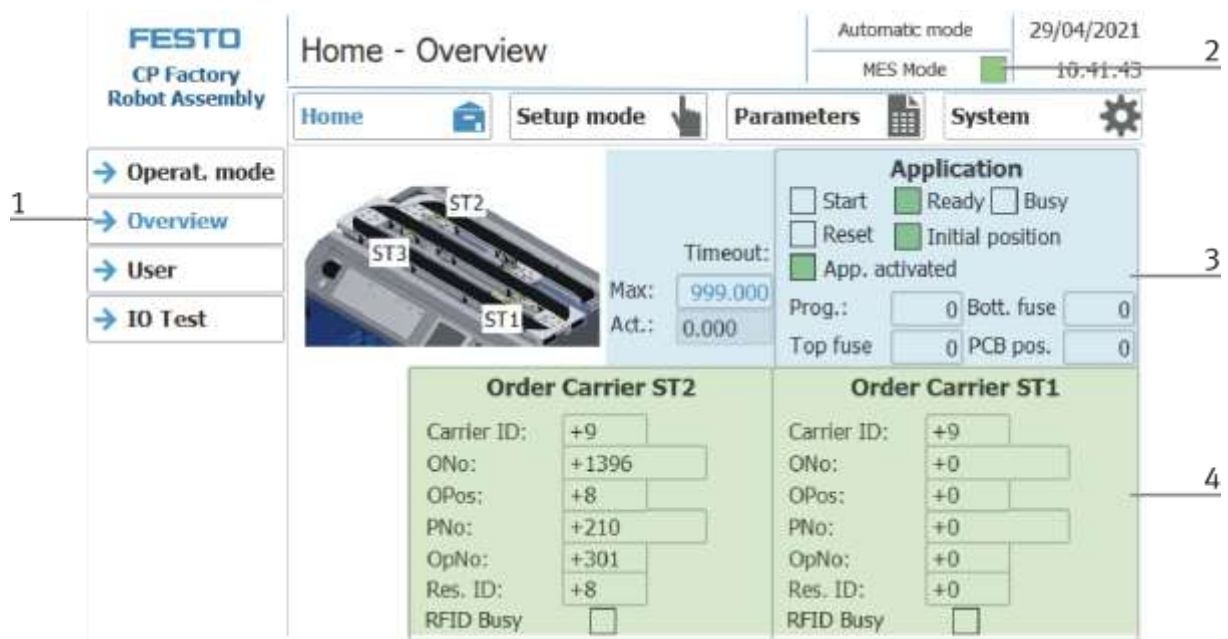 FESTO
CP Factory
Robot Assembly
Home - Overview
Automatic mode
29/04/2021
MES Mode
10:41:43
2
Home
Setup mode
Parameters
System
1
Operat. mode
Overview
User
IO Test
ST2
ST3
ST1
Timeout:
Max: 999.000
Act.: 0.000
Application
Start Ready Busy
Reset Initial position
App. activated
Prog.: 0 Bott. fuse 0
Top fuse 0 PCB pos. 0
3
Order Carrier ST2
Carrier ID: +9
ONo: +1396
OPos: +8
PNo: +210
OpNo: +301
Res. ID: +8
RFID Busy
Order Carrier ST1
Carrier ID: +9
ONo: +0
OPos: +0
PNo: +0
OpNo: +0
Res. ID: +0
RFID Busy
4